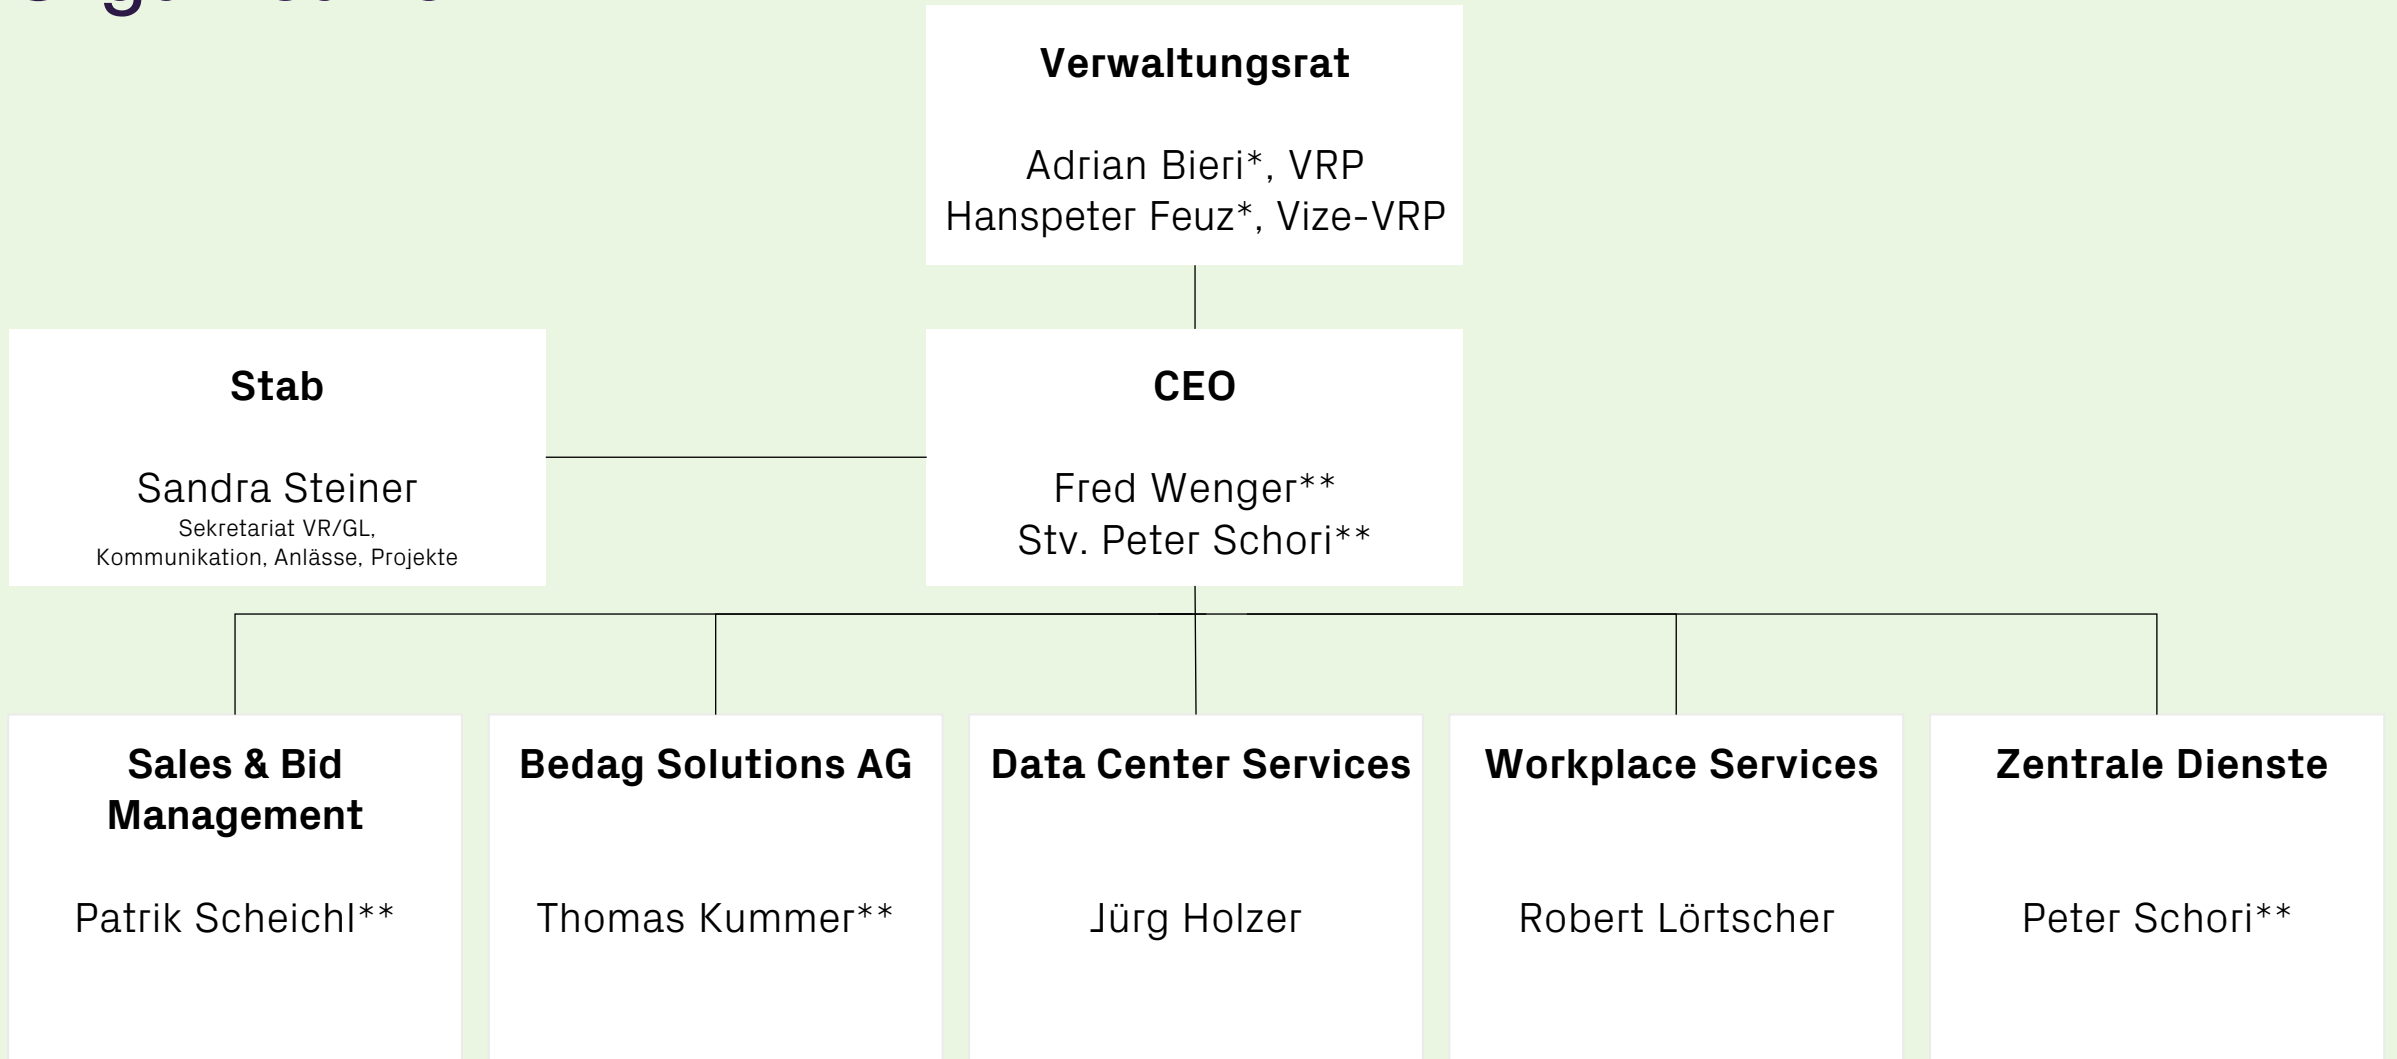 Verwaltungsrat
Adrian Bieri*, VRP
Hanspeter Feuz*, Vize-VRP
Stab
Sandra Steiner
Sekretariat VR/GL,
Kommunikation, Anlässe, Projekte
CEO
Fred Wenger**
Stv. Peter Schori**
Sales & Bid
Management
Patrik Scheichl**
Bedag Solutions AG
Thomas Kummer**
Data Center Services
Jürg Holzer
Workplace Services
Robert Lörtscher
Zentrale Dienste
Peter Schori**